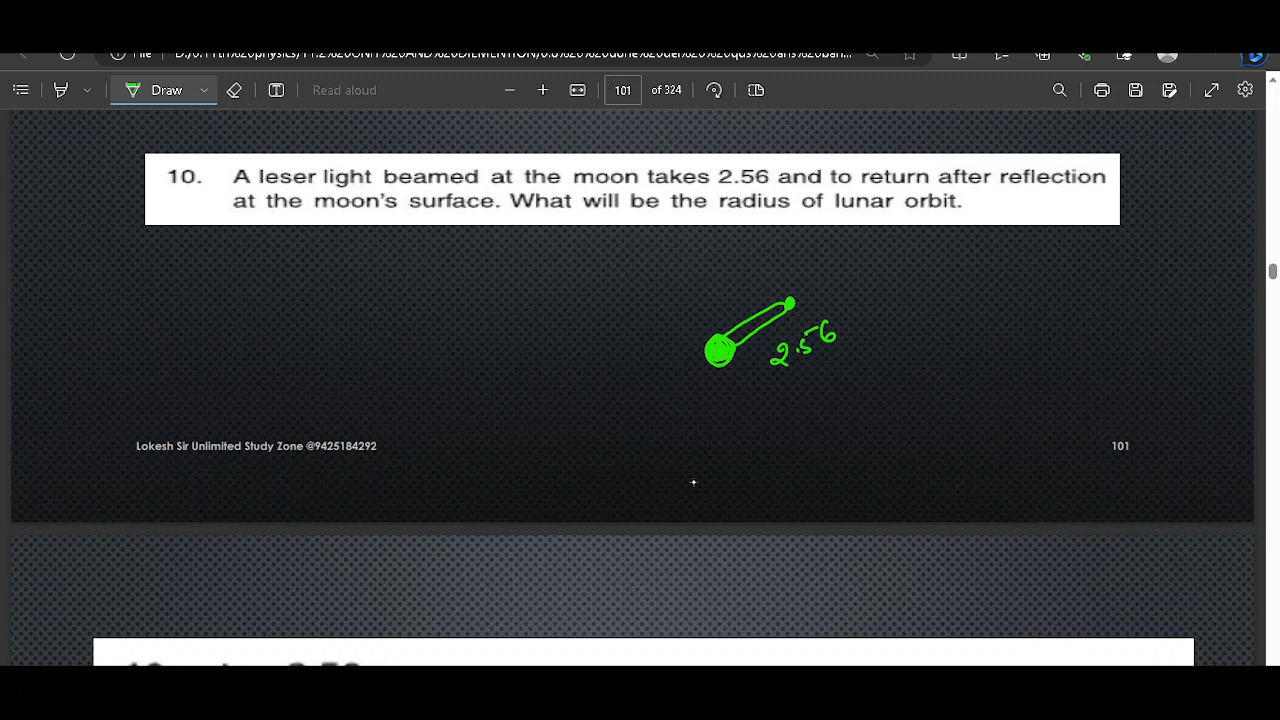 File
Draw
Read aloud
101 of 324
10. A leser light beamed at the moon takes 2.56 and to return after reflection
at the moon's surface. What will be the radius of lunar orbit.
2.56
Lokesh Sir Unlimited Study Zone @9425184292
101